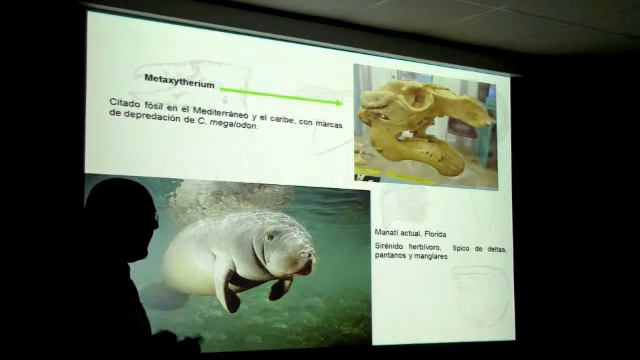 Metaxytherium
Citado fósil en el Mediterráneo y el caribe, con marcas
de depredación de C. megalodon.
Manatí actual, Florida
Sirénido herbívoro, típico de deltas,
pantanos y manglares